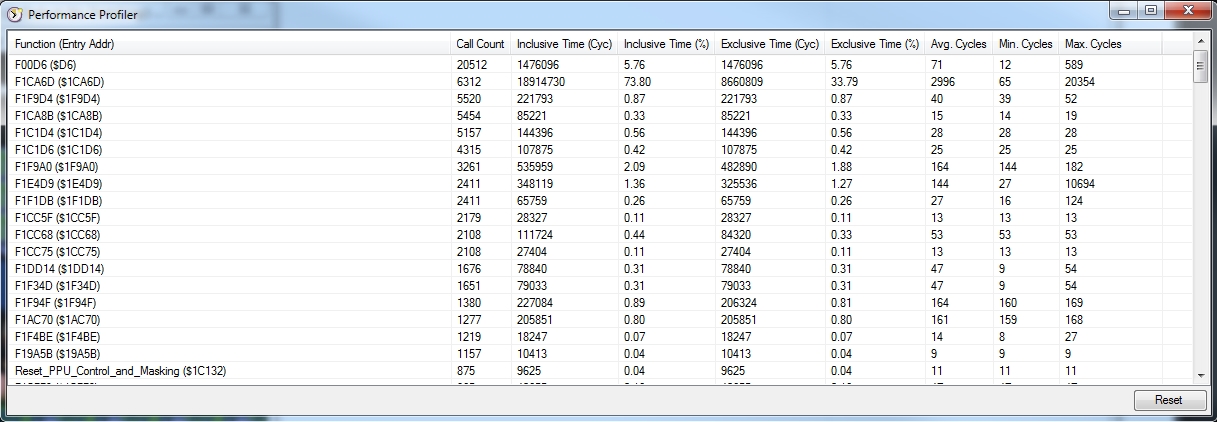 Performance Profiler
Function (Entry Addr) Call Count Inclusive Time (Cyc) Inclusive Time (%) Exclusive Time (Cyc) Exclusive Time (%) Avg. Cycles Min. Cycles Max. Cycles
F00D6 ($D6) 20512 1476096 5.76 1476096 5.76 71 12 589
F1CA6D ($1CA6D) 6312 18914730 73.80 8660809 33.79 2996 65 20354
F1F9D4 ($1F9D4) 5520 221793 0.87 221793 0.87 40 39 52
F1CA8B ($1CA8B) 5454 85221 0.33 85221 0.33 15 14 19
F1C1D4 ($1C1D4) 5157 144396 0.56 144396 0.56 28 28 28
F1C1D6 ($1C1D6) 4315 107875 0.42 107875 0.42 25 25 25
F1F9A0 ($1F9A0) 3261 535959 2.09 482890 1.88 164 144 182
F1E4D9 ($1E4D9) 2411 348119 1.36 325536 1.27 144 27 10694
F1F1DB ($1F1DB) 2411 65759 0.26 65759 0.26 27 16 124
F1CC5F ($1CC5F) 2179 28327 0.11 28327 0.11 13 13 13
F1CC68 ($1CC68) 2108 111724 0.44 84320 0.33 53 53 53
F1CC75 ($1CC75) 2108 27404 0.11 27404 0.11 13 13 13
F1DD14 ($1DD14) 1676 78840 0.31 78840 0.31 47 9 54
F1F34D ($1F34D) 1651 79033 0.31 79033 0.31 47 9 54
F1F94F ($1F94F) 1380 227084 0.89 206324 0.81 164 160 169
F1AC70 ($1AC70) 1277 205851 0.80 205851 0.80 161 159 168
F1F4BE ($1F4BE) 1219 18247 0.07 18247 0.07 14 8 27
F19A5B ($19A5B) 1157 10413 0.04 10413 0.04 9 9 9
Reset_PPU_Control_and_Masking ($1C132) 875 9625 0.04 9625 0.04 11 11 11
Reset